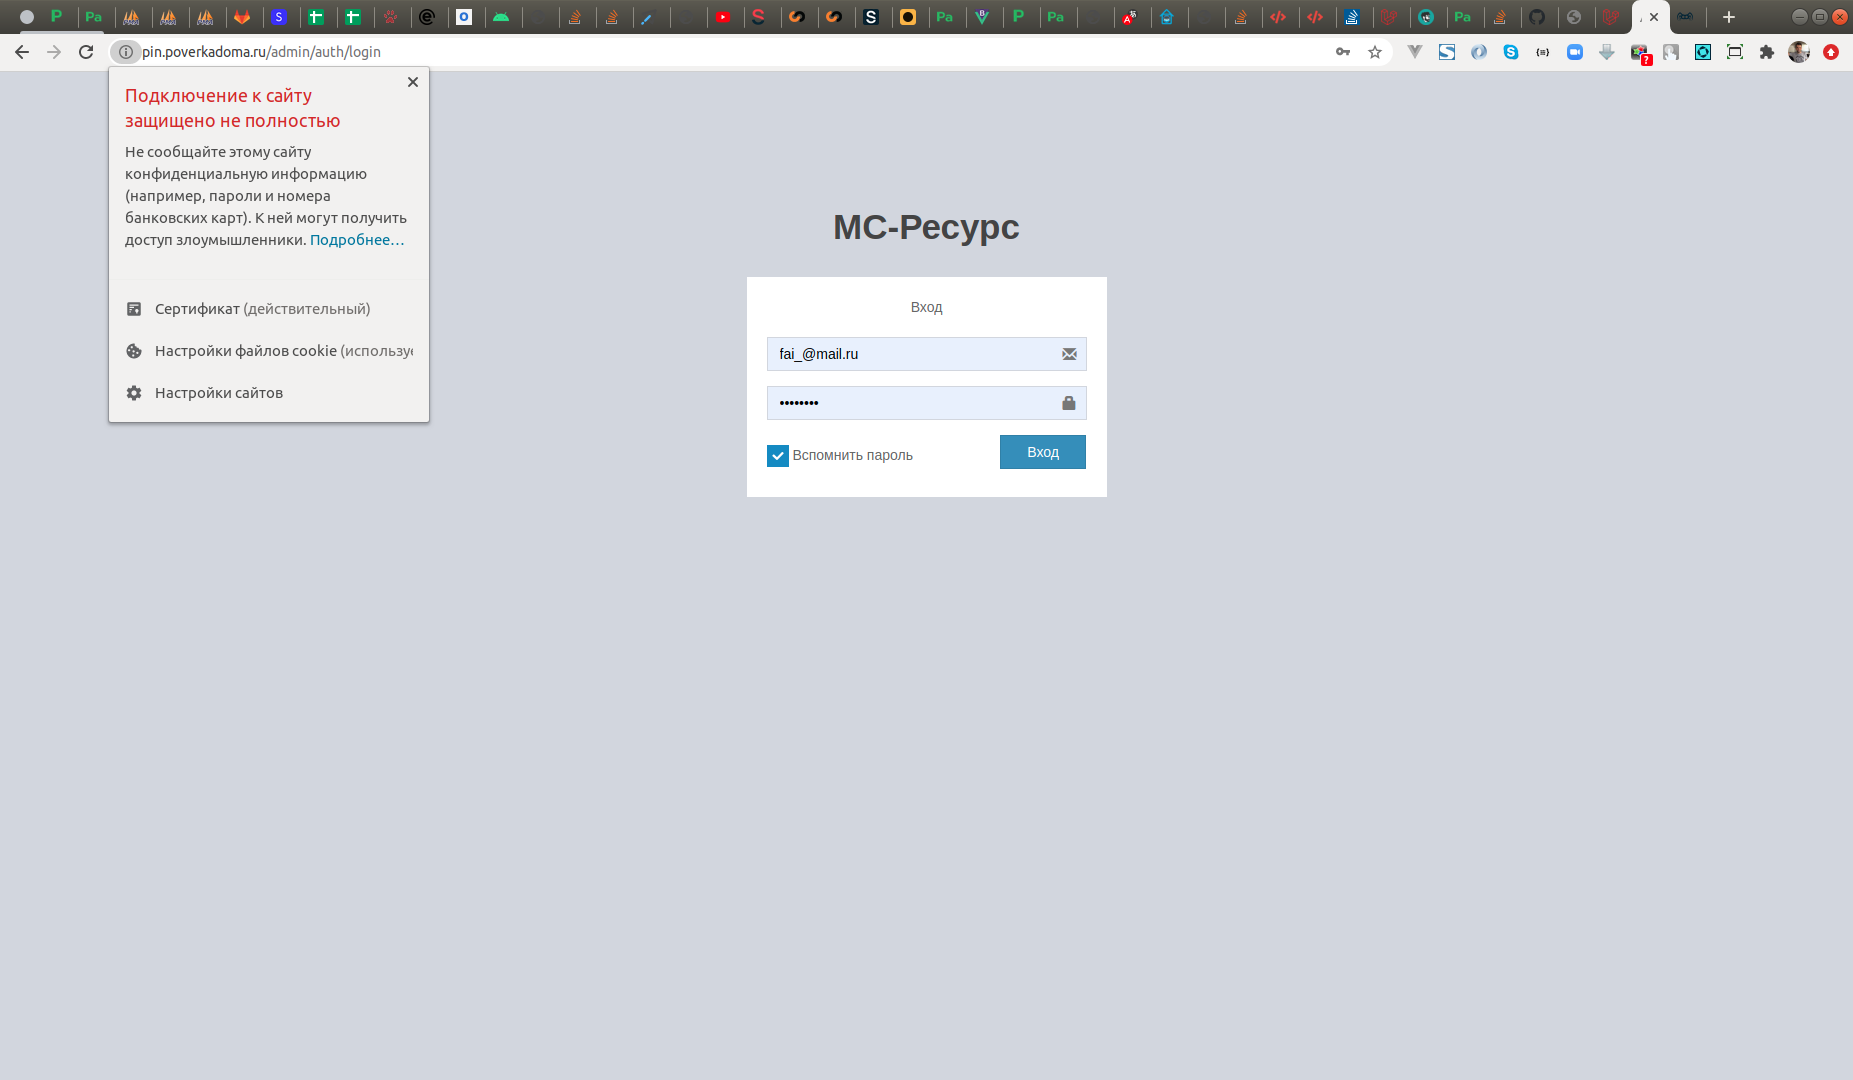 pin.poverkadoma.ru/admin/auth/login
Подключение к сайту
защищено не полностью
Не сообщайте этому сайту
конфиденциальную информацию
(например, пароли и номера
банковских карт). К ней могут получить
доступ злоумышленники. Подробнее…
Сертификат (действительный)
Настройки файлов cookie (используе
Настройки сайтов
МС-Ресурс
Вход
fai_@mail.ru
••••••••
Вспомнить пароль
Вход